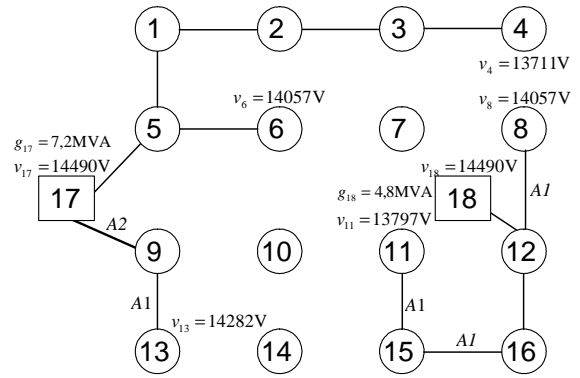 1 2 3 4
v₄ = 13711V
v₆ = 14057V
v₈ = 14057V
5 6 7 8
g₁₇ = 7,2MVA
v₁₇ = 14490V
v₁₈ = 14490V
A1
g₁₈ = 4,8MVA
17 18
v₁₁ = 13797V
A2
9 10 11 12
A1 A1
v₁₃ = 14282V
A1
13 14 15 16